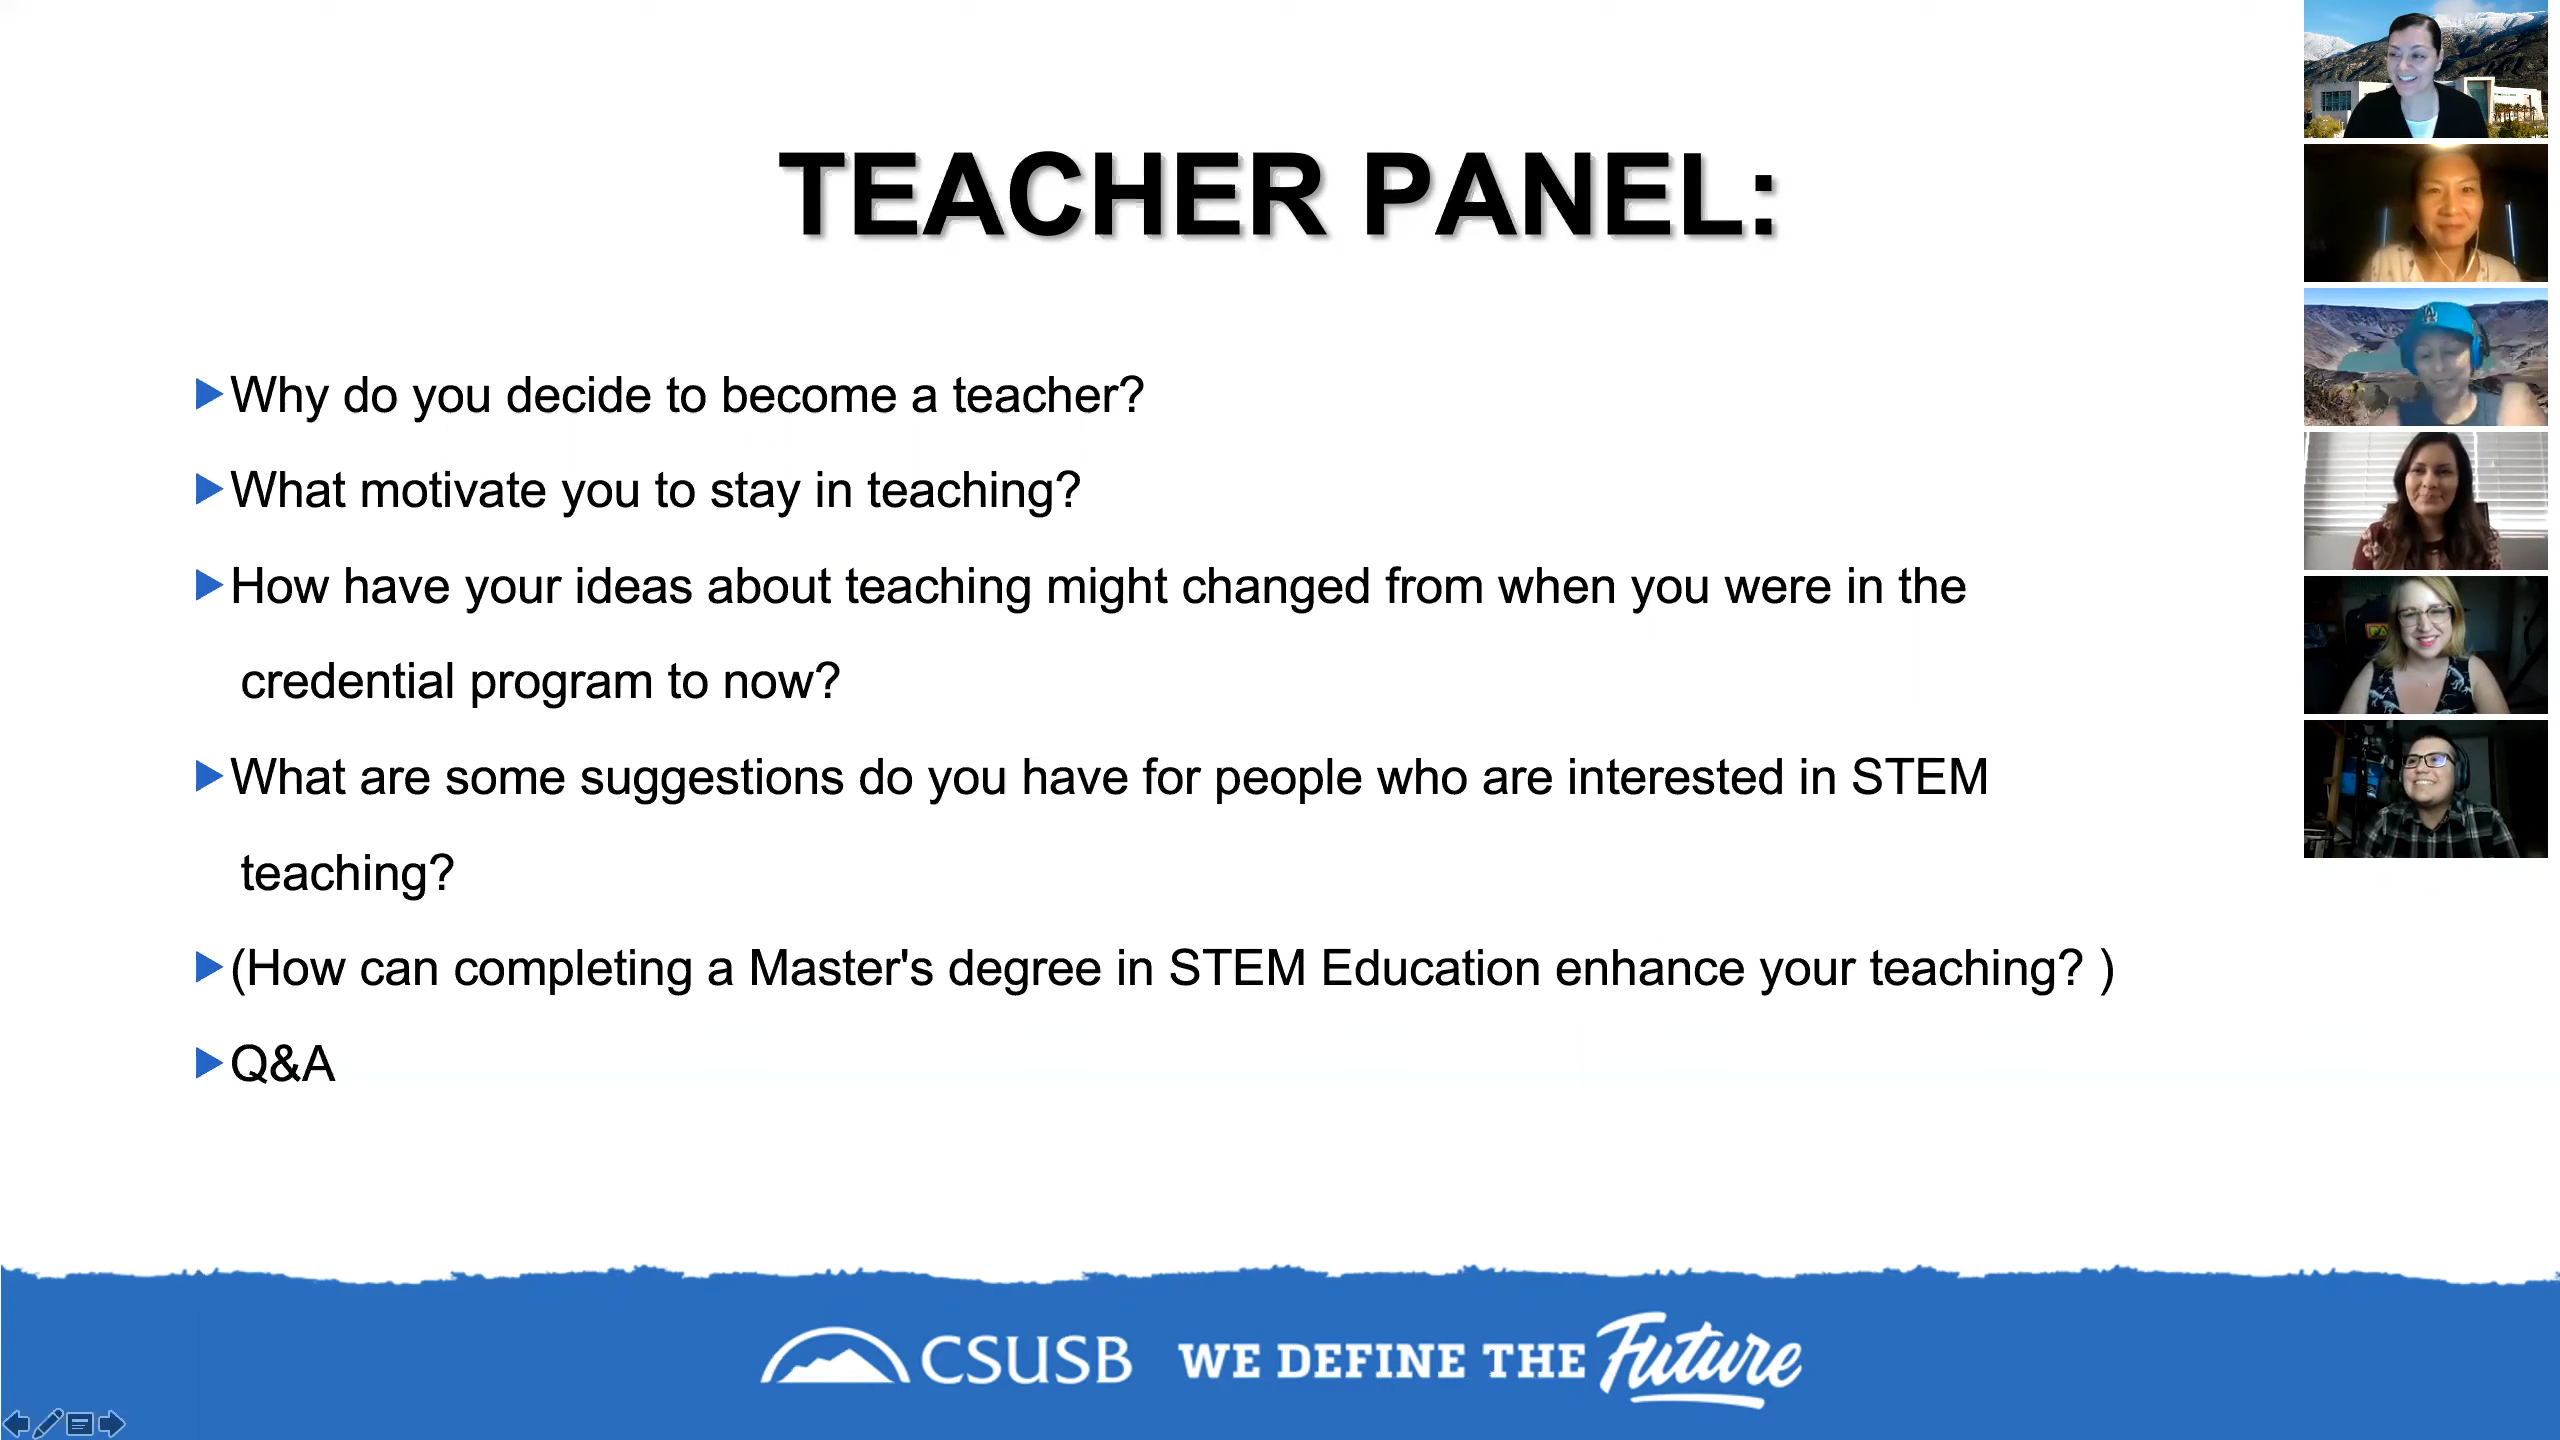 TEACHER PANEL:
Why do you decide to become a teacher?
What motivate you to stay in teaching?
How have your ideas about teaching might changed from when you were in the
credential program to now?
What are some suggestions do you have for people who are interested in STEM
teaching?
(How can completing a Master's degree in STEM Education enhance your teaching? )
Q&A
CSUSB WE DEFINE THE Future